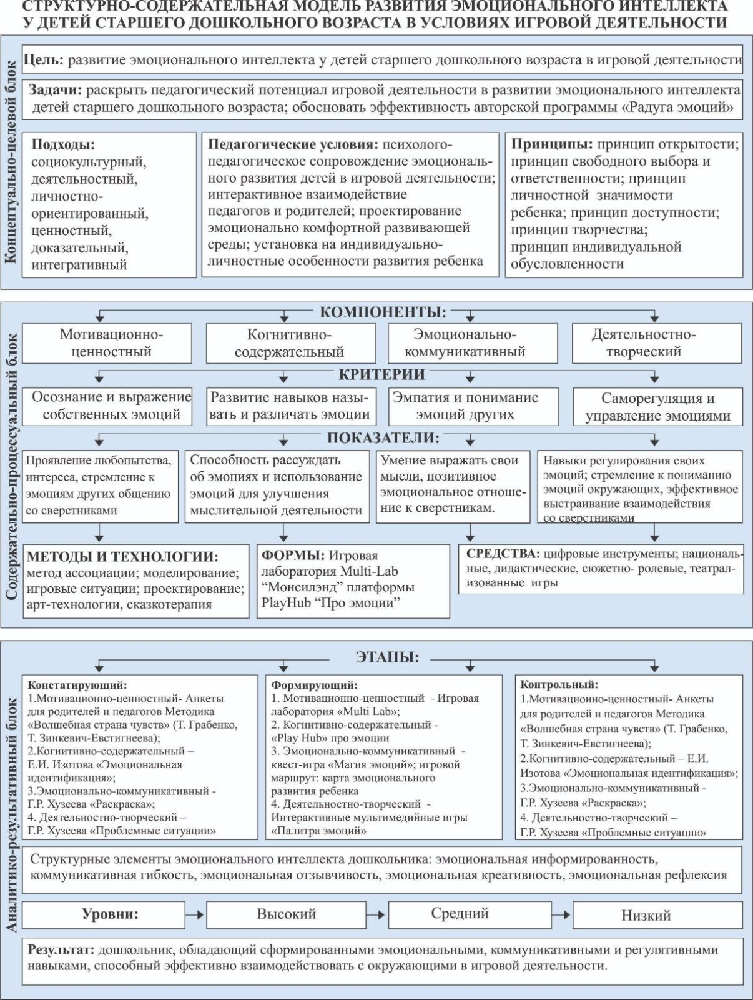 СТРУКТУРНО-СОДЕРЖАТЕЛЬНАЯ МОДЕЛЬ РАЗВИТИЯ ЭМОЦИОНАЛЬНОГО ИНТЕЛЛЕКТА
У ДЕТЕЙ СТАРШЕГО ДОШКОЛЬНОГО ВОЗРАСТА В УСЛОВИЯХ ИГРОВОЙ ДЕЯТЕЛЬНОСТИ
Концептуально-целевой блок
Цель: развитие эмоционального интеллекта у детей старшего дошкольного возраста в игровой деятельности
Задачи: раскрыть педагогический потенциал игровой деятельности в развитии эмоционального интеллекта
детей старшего дошкольного возраста; обосновать эффективность авторской программы «Радуга эмоций»
Подходы:
социокультурный,
деятельностный,
личностно-
ориентированный,
ценностный,
доказательный,
интегративный
Педагогические условия: психолого-
педагогическое сопровождение эмоциональ-
ного развития детей в игровой деятельности;
интерактивное взаимодействие
педагогов и родителей; проектирование
эмоционально комфортной развивающей
среды; установка на индивидуально-
личностные особенности развития ребенка
Принципы: принцип открытости;
принцип свободного выбора и
ответственности; принцип
личностной значимости
ребенка; принцип доступности;
принцип творчества;
принцип индивидуальной
обусловленности
Содержательно-процессуальный блок
КОМПОНЕНТЫ:
Мотивационно-
ценностный
Когнитивно-
содержательный
Эмоционально-
коммуникативный
Деятельностно-
творческий
КРИТЕРИИ
Осознание и выражение
собственных эмоций
Развитие навыков назы-
вать и различать эмоции
Эмпатия и понимание
эмоций других
Саморегуляция и
управление эмоциями
ПОКАЗАТЕЛИ:
Проявление любопытства,
интереса, стремление к
эмоциям других общению
со сверстниками
Способность рассуждать
об эмоциях и использование
эмоций для улучшения
мыслительной деятельности
Умение выражать свои
мысли, позитивное
эмоциональное отноше-
ние к сверстникам.
Навыки регулирования своих
эмоций; стремление к пониманию
эмоций окружающих, эффективное
выстраивание взаимодействия
со сверстниками
МЕТОДЫ И ТЕХНОЛОГИИ:
метод ассоциации; моделирование;
игровые ситуации; проектирование;
арт-технологии, сказкотерапия
ФОРМЫ: Игровая
лаборатория Multi-Lab
“Монсилэнд” платформы
PlayHub “Про эмоции”
СРЕДСТВА: цифровые инструменты; националь-
ные, дидактические, сюжетно- ролевые, театрал-
изованные игры
Аналитико-результативный блок
ЭТАПЫ:
Констатирующий:
1.Мотивационно-ценностный- Анкеты
для родителей и педагогов Методика
«Волшебная страна чувств» (Т. Грабенко,
Т. Зинкевич-Евстигнеева);
2.Когнитивно-содержательный –
Е.И. Изотова «Эмоциональная
идентификация»;
3.Эмоционально-коммуникативный -
Г.Р. Хузеева «Раскраска»;
4. Деятельностно-творческий –
Г.Р. Хузеева «Проблемные ситуации»
Формирующий:
1. Мотивационно-ценностный - Игровая
лаборатория «Multi Lab»;
2. Когнитивно-содержательный -
«Play Hub» про эмоции
3. Эмоционально-коммуникативный -
квест-игра «Магия эмоций»; игровой
маршрут: карта эмоционального
развития ребенка
4. Деятельностно-творческий -
Интерактивные мультимедийные игры
«Палитра эмоций»
Контрольный:
1.Мотивационно-ценностный- Анкеты
для родителей и педагогов Методика
«Волшебная страна чувств» (Т. Грабенко,
Т. Зинкевич-Евстигнеева);
2.Когнитивно-содержательный – Е.И.
Изотова «Эмоциональная идентификация»;
3.Эмоционально-коммуникативный -
Г.Р. Хузеева «Раскраска»;
4. Деятельностно-творческий –
Г.Р. Хузеева «Проблемные ситуации»
Структурные элементы эмоционального интеллекта дошкольника: эмоциональная информированность,
коммуникативная гибкость, эмоциональная отзывчивость, эмоциональная креативность, эмоциональная рефлексия
Уровни:
Высокий
Средний
Низкий
Результат: дошкольник, обладающий сформированными эмоциональными, коммуникативными и регулятивными
навыками, способный эффективно взаимодействовать с окружающими в игровой деятельности.